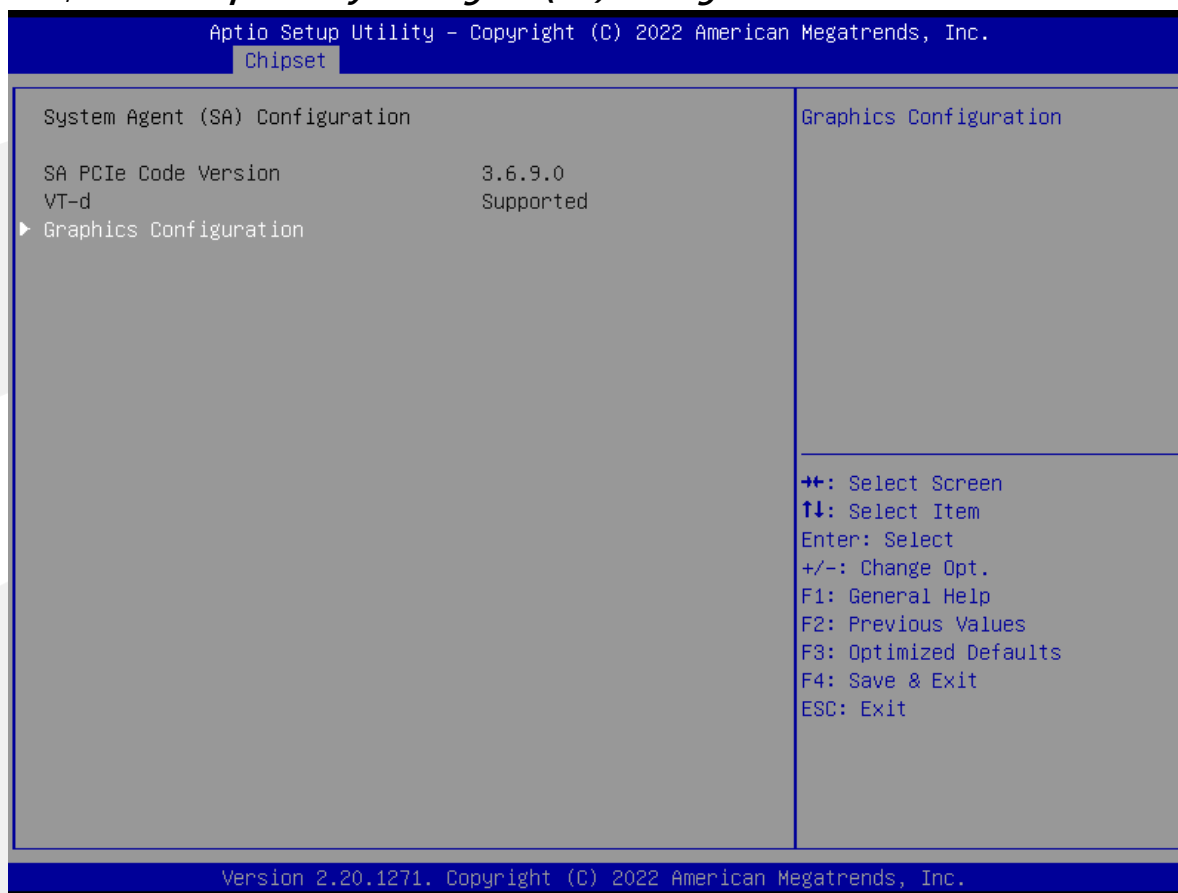 Aptio Setup Utility – Copyright (C) 2022 American Megatrends, Inc.
Chipset
System Agent (SA) Configuration
SA PCIe Code Version 3.6.9.0
VT-d Supported
▶ Graphics Configuration
Graphics Configuration
→←: Select Screen
↑↓: Select Item
Enter: Select
+/-: Change Opt.
F1: General Help
F2: Previous Values
F3: Optimized Defaults
F4: Save & Exit
ESC: Exit
Version 2.20.1271. Copyright (C) 2022 American Megatrends, Inc.